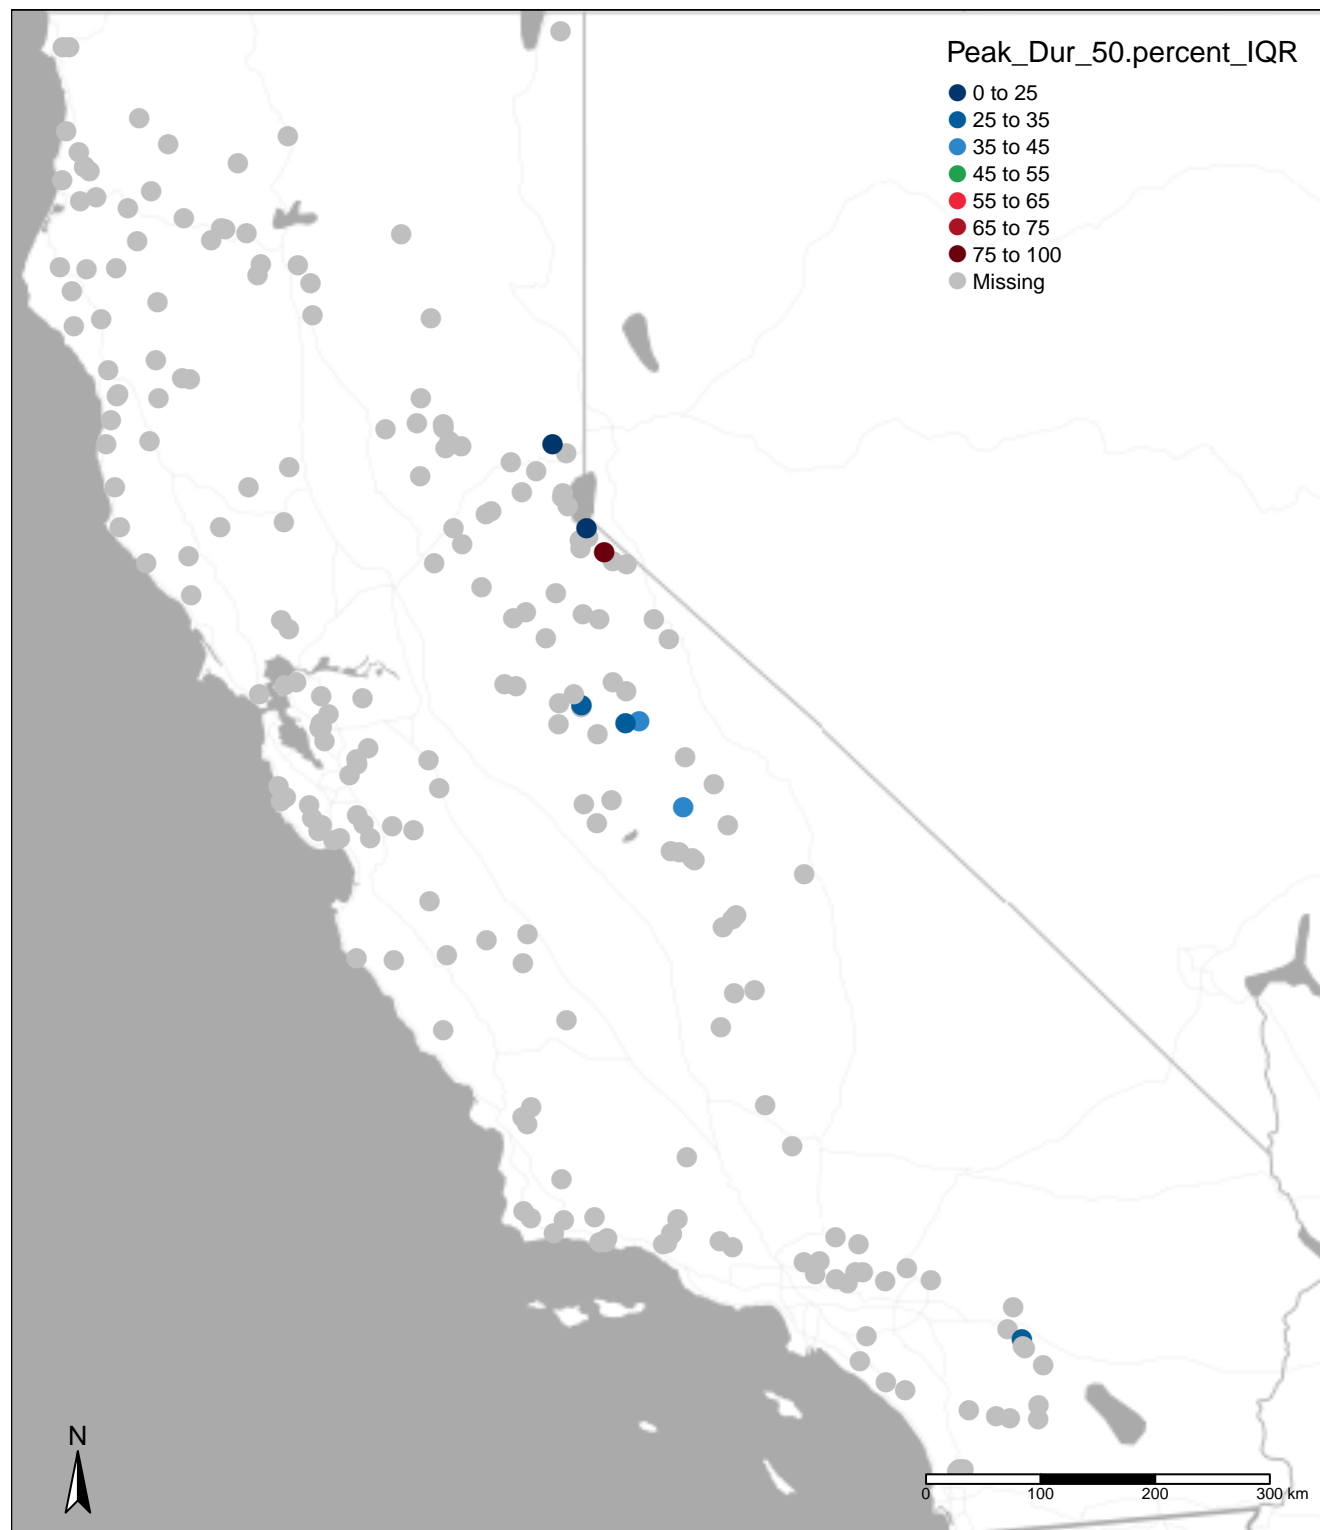 Peak_Dur_50.percent_IQR
0 to 25
25 to 35
35 to 45
45 to 55
55 to 65
65 to 75
75 to 100
Missing
N
0 100 200 300 km